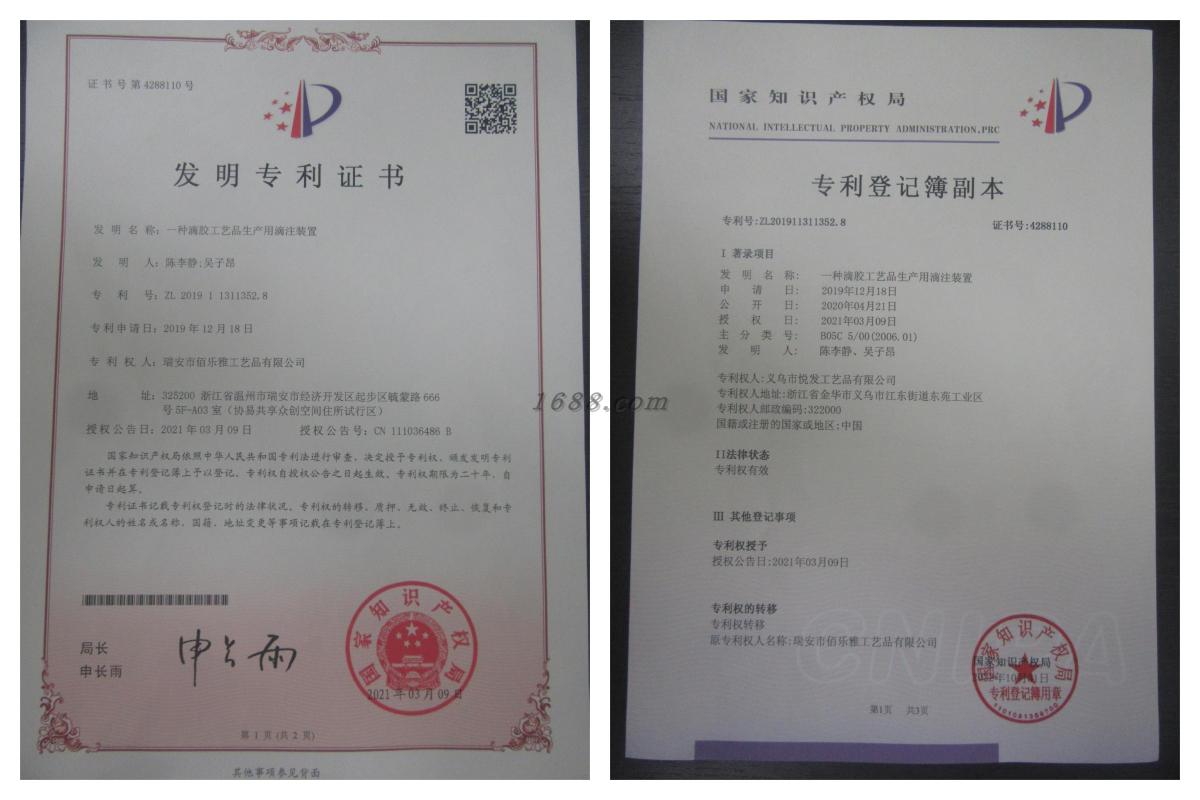 证书号第4288110号
发明专利证书
发 明 名 称：一种滴胶工艺品生产用滴注装置
发 明 人：陈李静;吴子昂
专 利 号：ZL 2019 1 1311352.8
专利申请日：2019年12月18日
专 利 权 人：瑞安市佰乐雅工艺品有限公司
地 址：325200 浙江省温州市瑞安市经济开发区起步区毓蒙路666
号5F-A03室（协易共享众创空间住所试行区）
授权公告日：2021年03月09日 授权公告号：CN 111036486 B
国家知识产权局依照中华人民共和国专利法进行审查，决定授予专利权，颁发发明专利
证书并在专利登记簿上予以登记。专利权自授权公告之日起生效。专利权期限为二十年，自
申请日起算。
专利证书记载专利权登记时的法律状况。专利权的转移、质押、无效、终止、恢复和专
利权人的姓名或名称、国籍、地址变更等事项记载在专利登记簿上。
局长
申长雨
申长雨
国家知识产权局
2021年03月09日
第 1 页 (共 2 页)
其他事项参见背面
国家知识产权局
NATIONAL INTELLECTUAL PROPERTY ADMINISTRATION,PRC
专利登记簿副本
专利号:ZL201911311352.8
证书号:4288110
I 著录项目
发 明 名 称: 一种滴胶工艺品生产用滴注装置
申 请 日: 2019年12月18日
公 开 日: 2020年04月21日
授 权 日: 2021年03月09日
主 分 类 号: B05C 5/00(2006.01)
发 明 人: 陈李静、吴子昂
专利权人:义乌市悦发工艺品有限公司
专利权人地址:浙江省金华市义乌市江东街道东苑工业区
专利权人邮政编码:322000
国籍或注册的国家或地区:中国
II法律状态
专利权有效
III 其他登记事项
专利权授予
授权公告日:2021年03月09日
专利权的转移
专利权转移
原专利权人名称:瑞安市佰乐雅工艺品有限公司
国家知识产权局
国家知识产权局
专利登记簿用章
第1页 共3页
1688.com